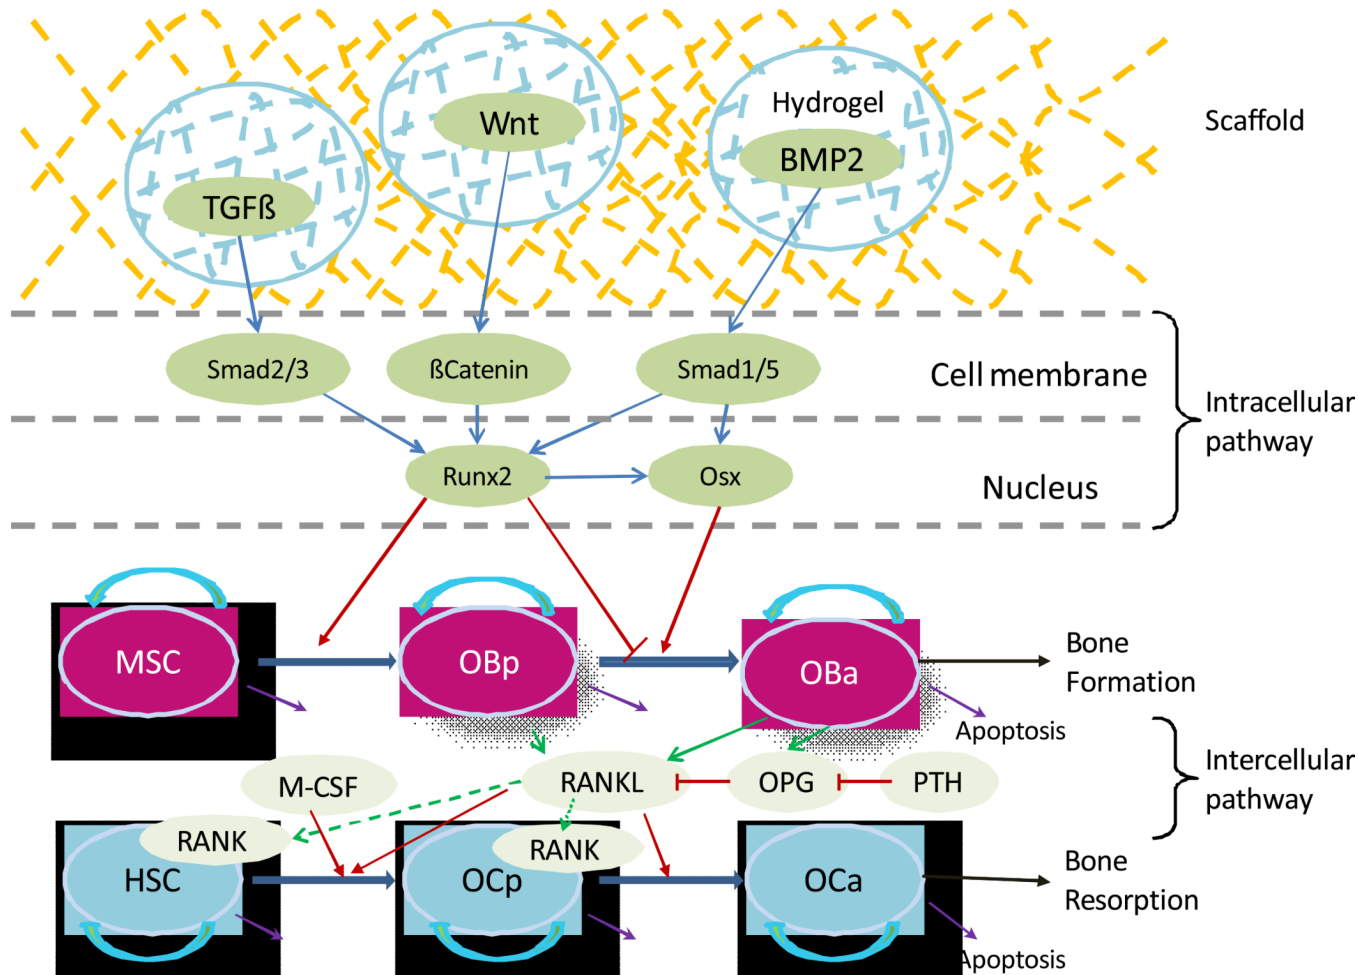 Wnt
Hydrogel
BMP2
Scaffold
TGFß
Smad2/3
ßCatenin
Smad1/5
Cell membrane
Intracellular
pathway
Runx2
Osx
Nucleus
MSC
OBp
OBa
Bone
Formation
Apoptosis
M-CSF
RANKL
OPG
PTH
Intercellular
pathway
RANK
RANK
HSC
OCp
OCa
Bone
Resorption
Apoptosis